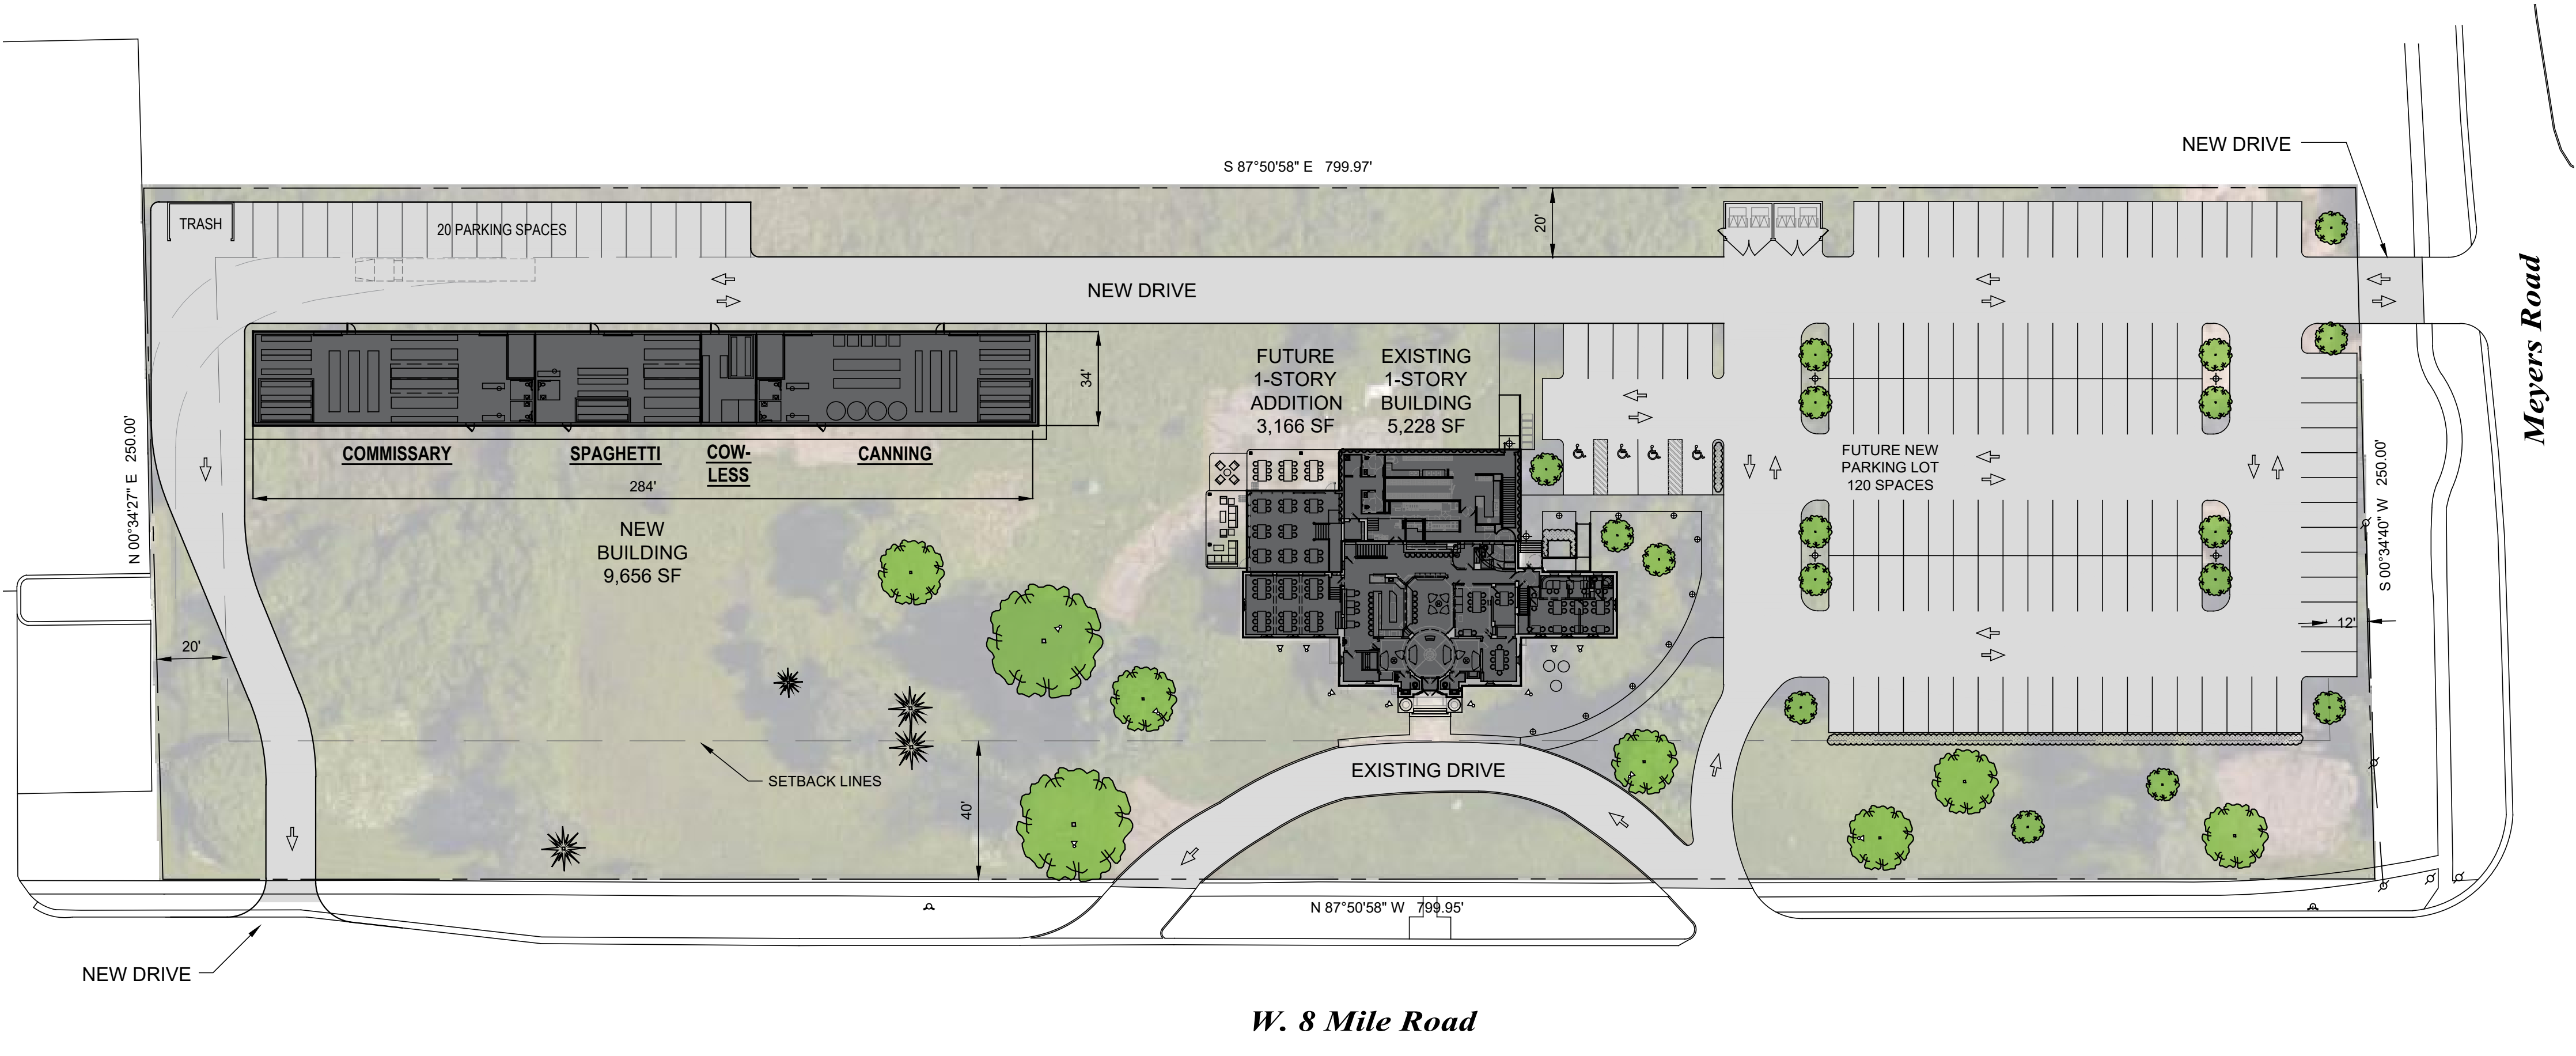 NEW DRIVE
S 87°50'58" E   799.97'
TRASH
20 PARKING SPACES
20'
NEW DRIVE
Meyers Road
FUTURE
1-STORY
ADDITION
3,166 SF
EXISTING
1-STORY
BUILDING
5,228 SF
34'
N 00°34'27" E   250.00'
COMMISSARY
SPAGHETTI
COW-
LESS
CANNING
284'
FUTURE NEW
PARKING LOT
120 SPACES
S 00°34'40" W   250.00'
NEW
BUILDING
9,656 SF
12'
20'
SETBACK LINES
40'
EXISTING DRIVE
N 87°50'58" W   799.95'
NEW DRIVE
W. 8 Mile Road